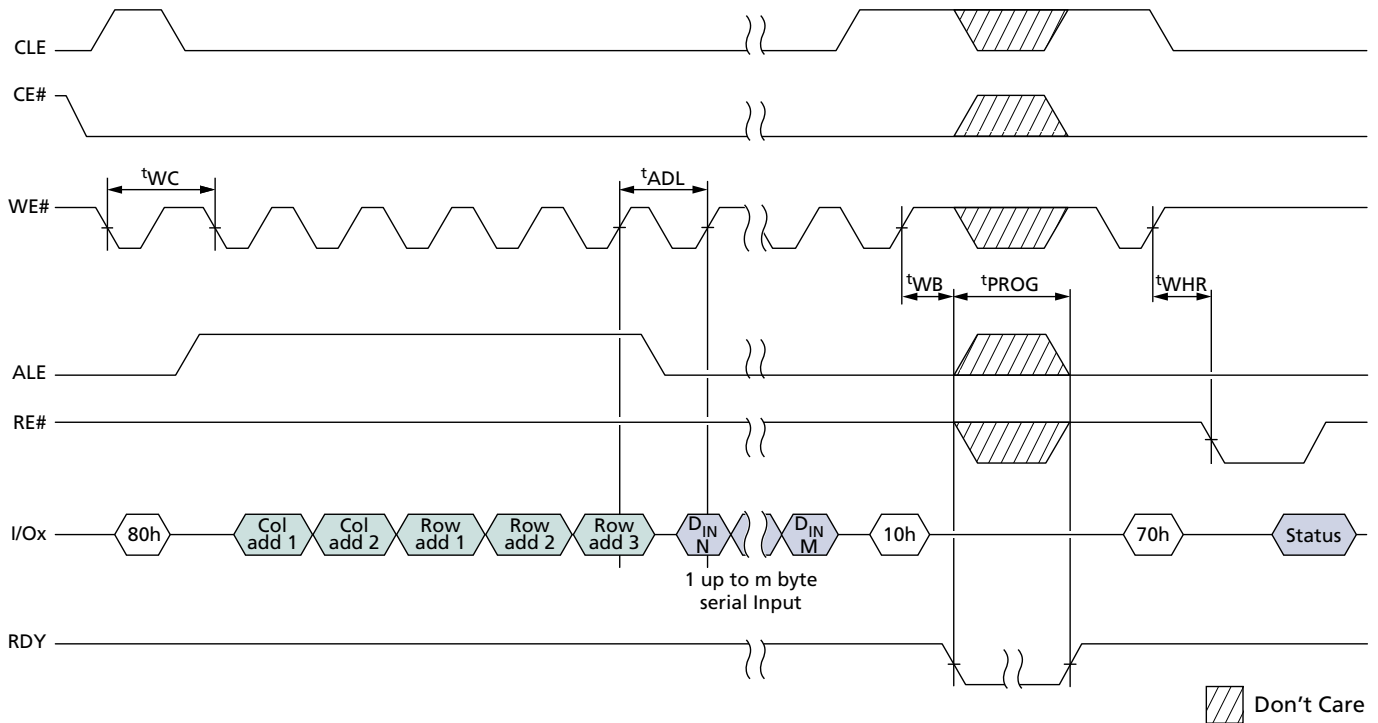 CLE
CE#
tWC
tADL
WE#
tWB
tPROG
tWHR
ALE
RE#
I/Ox
80h
Col add 1
Col add 2
Row add 1
Row add 2
Row add 3
DIN N
DIN M
10h
70h
Status
1 up to m byte
serial Input
RDY
Don't Care